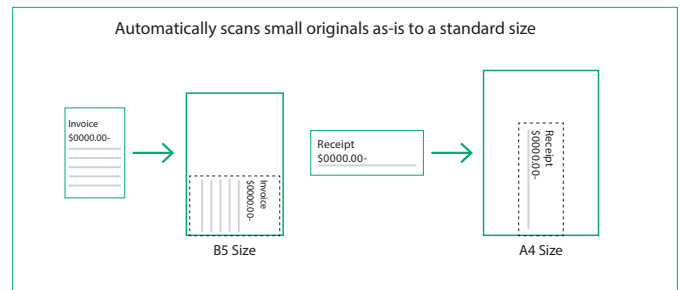 Automatically scans small originals as-is to a standard size
Invoice
$0000.00-
Invoice
$0000.00-
B5 Size
Receipt
$0000.00-
Receipt
$0000.00-
A4 Size